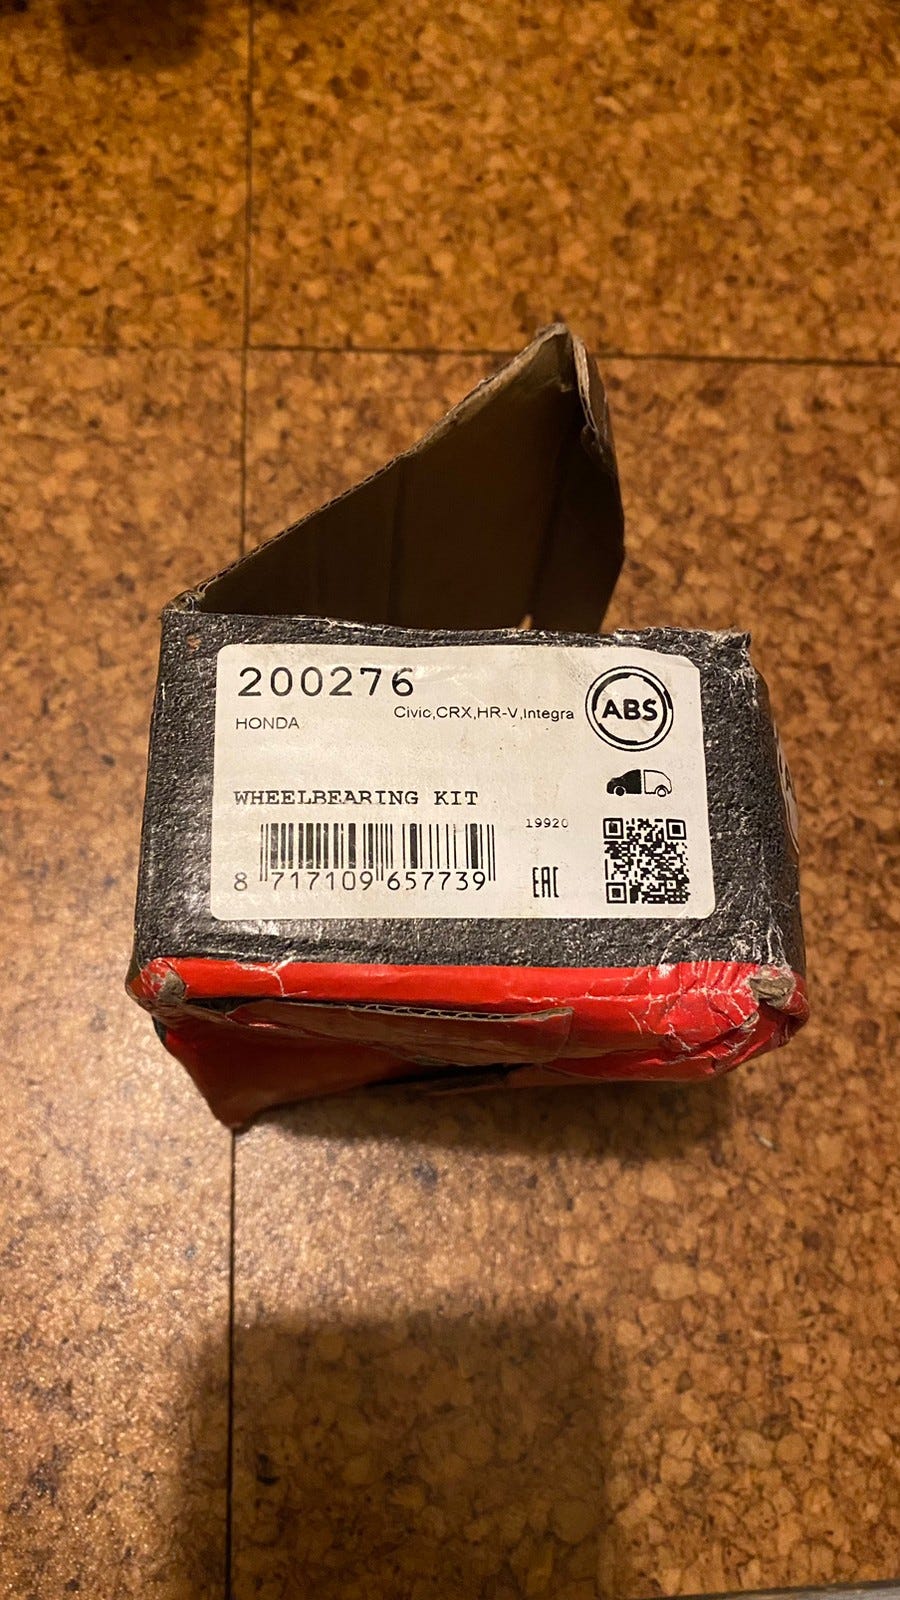 200276
HONDA
Civic,CRX,HR-V,Integra
ABS
WHEELBEARING KIT
19920
8 717109 657739
EAC